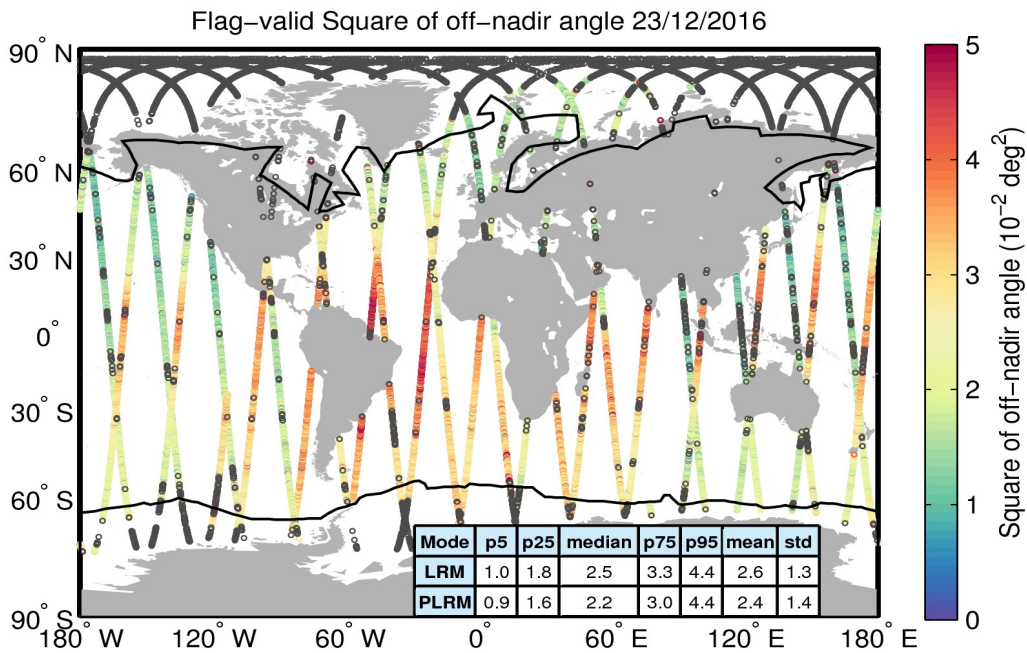 Flag−valid Square of off−nadir angle 23/12/2016
90° N
60° N
30° N
0°
30° S
60° S
90° S
180° W
120° W
60° W
0°
60° E
120° E
180° E
Mode p5 p25 median p75 p95 mean std
LRM 1.0 1.8 2.5 3.3 4.4 2.6 1.3
PLRM 0.9 1.6 2.2 3.0 4.4 2.4 1.4
5
4
3
2
1
0
Square of off−nadir angle (10⁻² deg²)